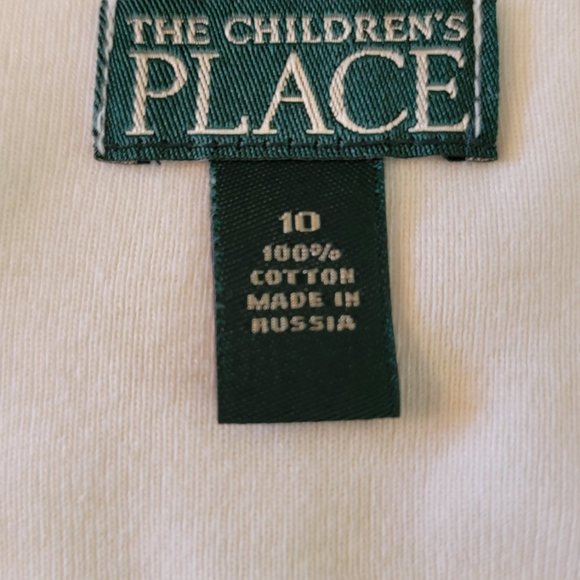 THE CHILDREN'S
PLACE
10
100%
COTTON
MADE IN
RUSSIA